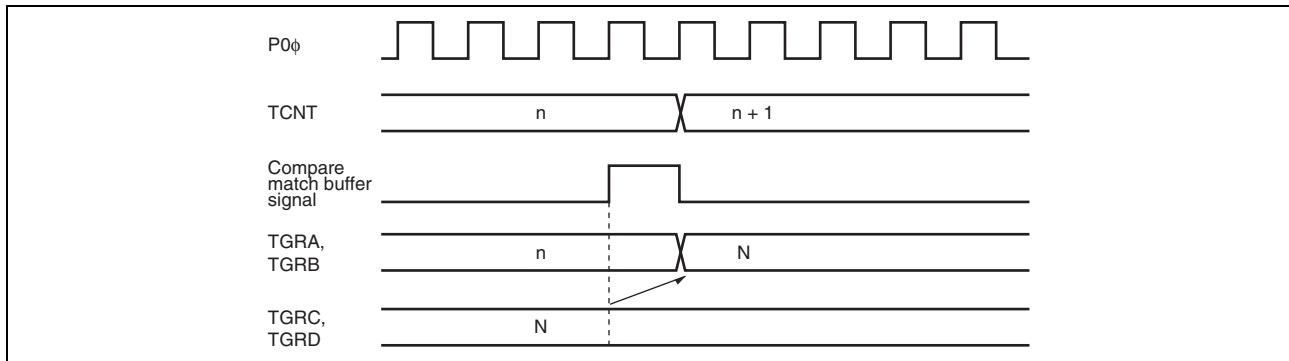 P0ϕ
TCNT
n
n + 1
Compare
match buffer
signal
TGRA,
TGRB
n
N
TGRC,
TGRD
N